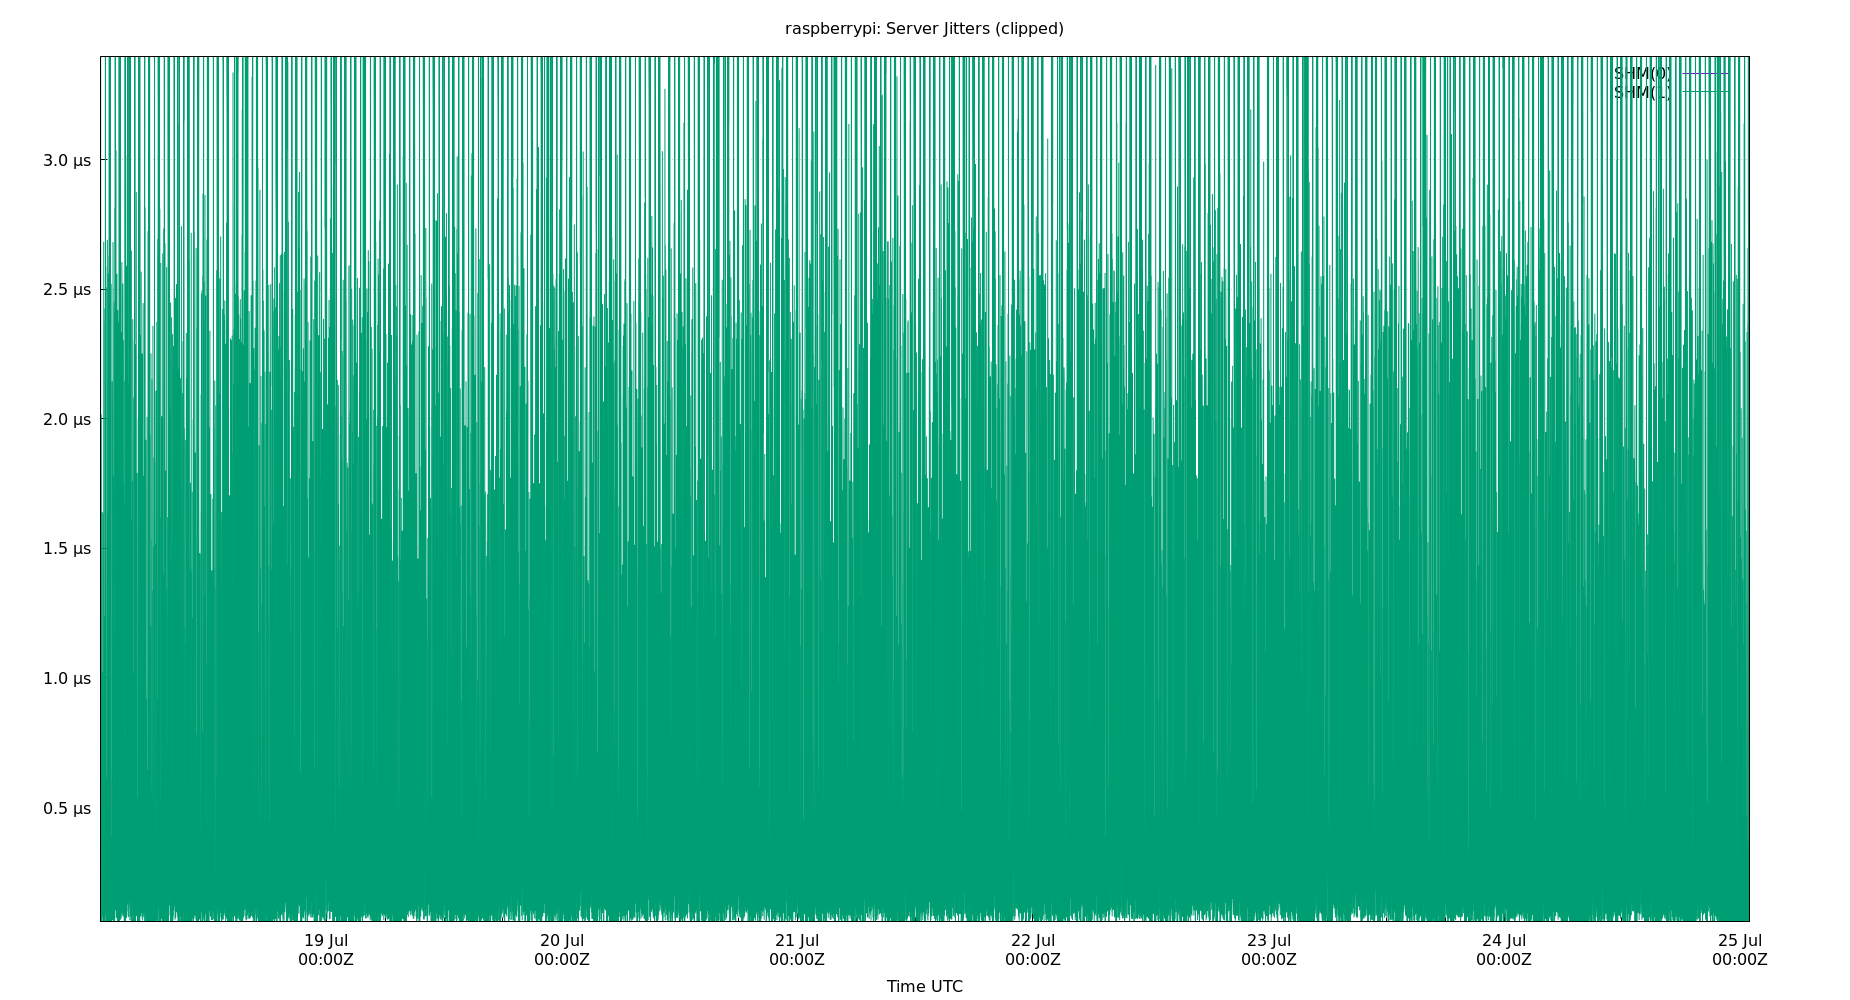 raspberrypi: Server Jitters (clipped)
SHM(0)
SHM(1)
3.0 µs
2.5 µs
2.0 µs
1.5 µs
1.0 µs
0.5 µs
19 Jul 20 Jul 21 Jul 22 Jul 23 Jul 24 Jul 25 Jul
00:00Z 00:00Z 00:00Z 00:00Z 00:00Z 00:00Z 00:00Z
Time UTC